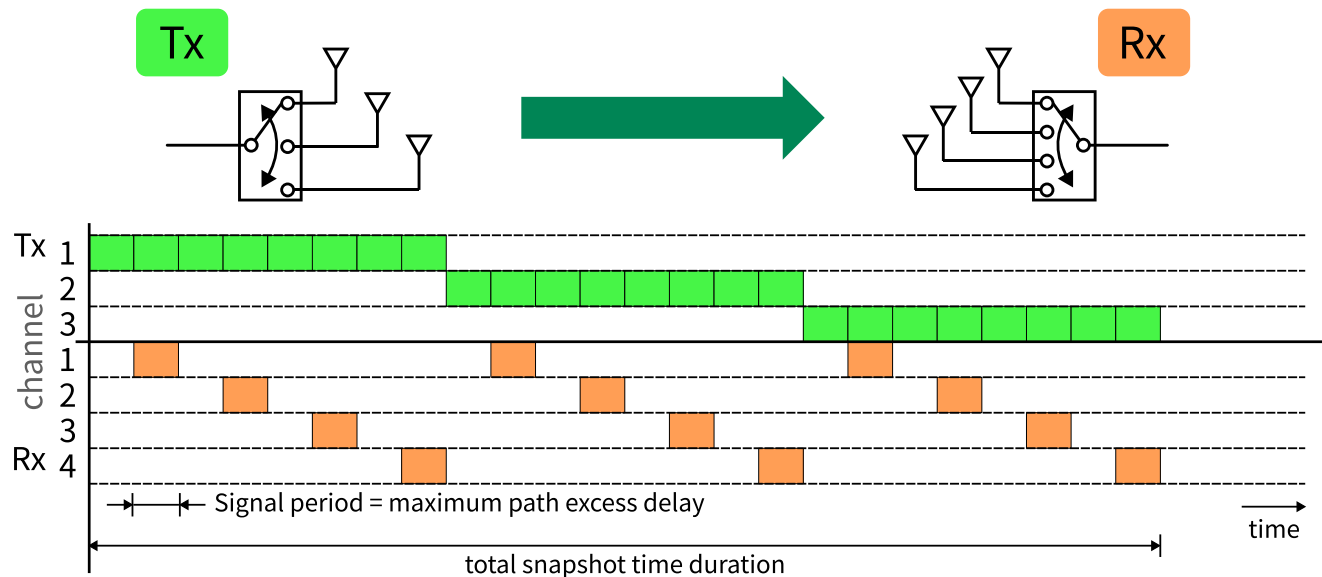 Tx
Rx
Tx 1
2
3
channel
1
2
3
Rx 4
Signal period = maximum path excess delay
time
total snapshot time duration